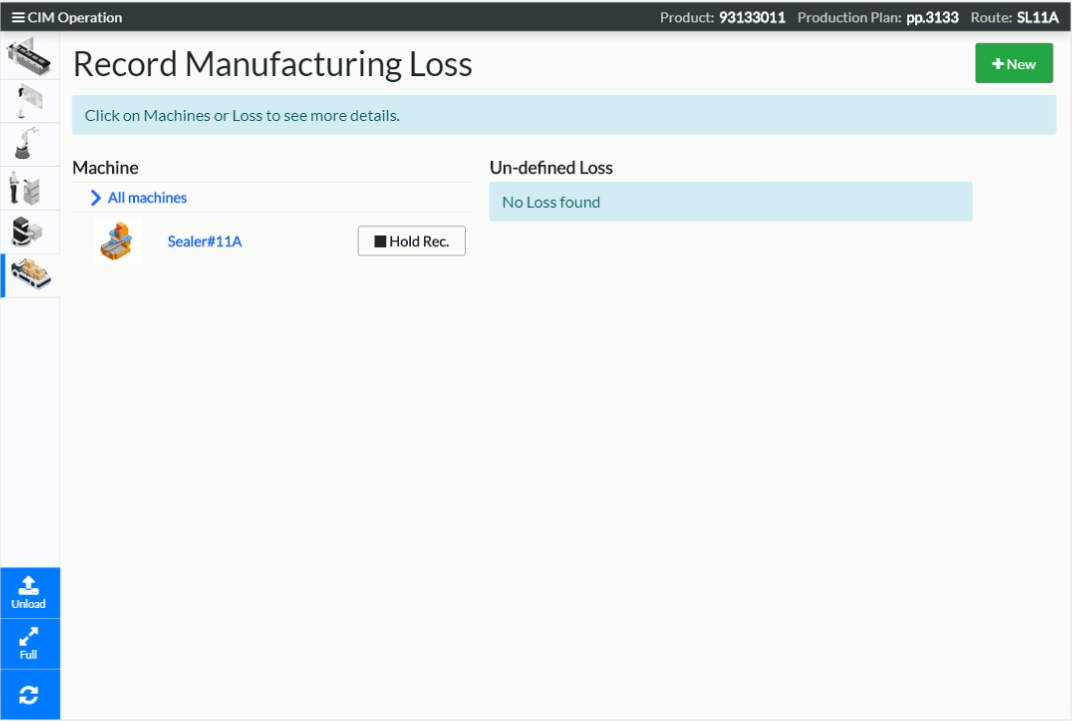 CIM Operation
Product: 93133011 Production Plan: pp.3133 Route: SL11A
Record Manufacturing Loss
New
Click on Machines or Loss to see more details.
Machine
All machines
Sealer#11A
Hold Rec.
Un-defined Loss
No Loss found
Unload
Full